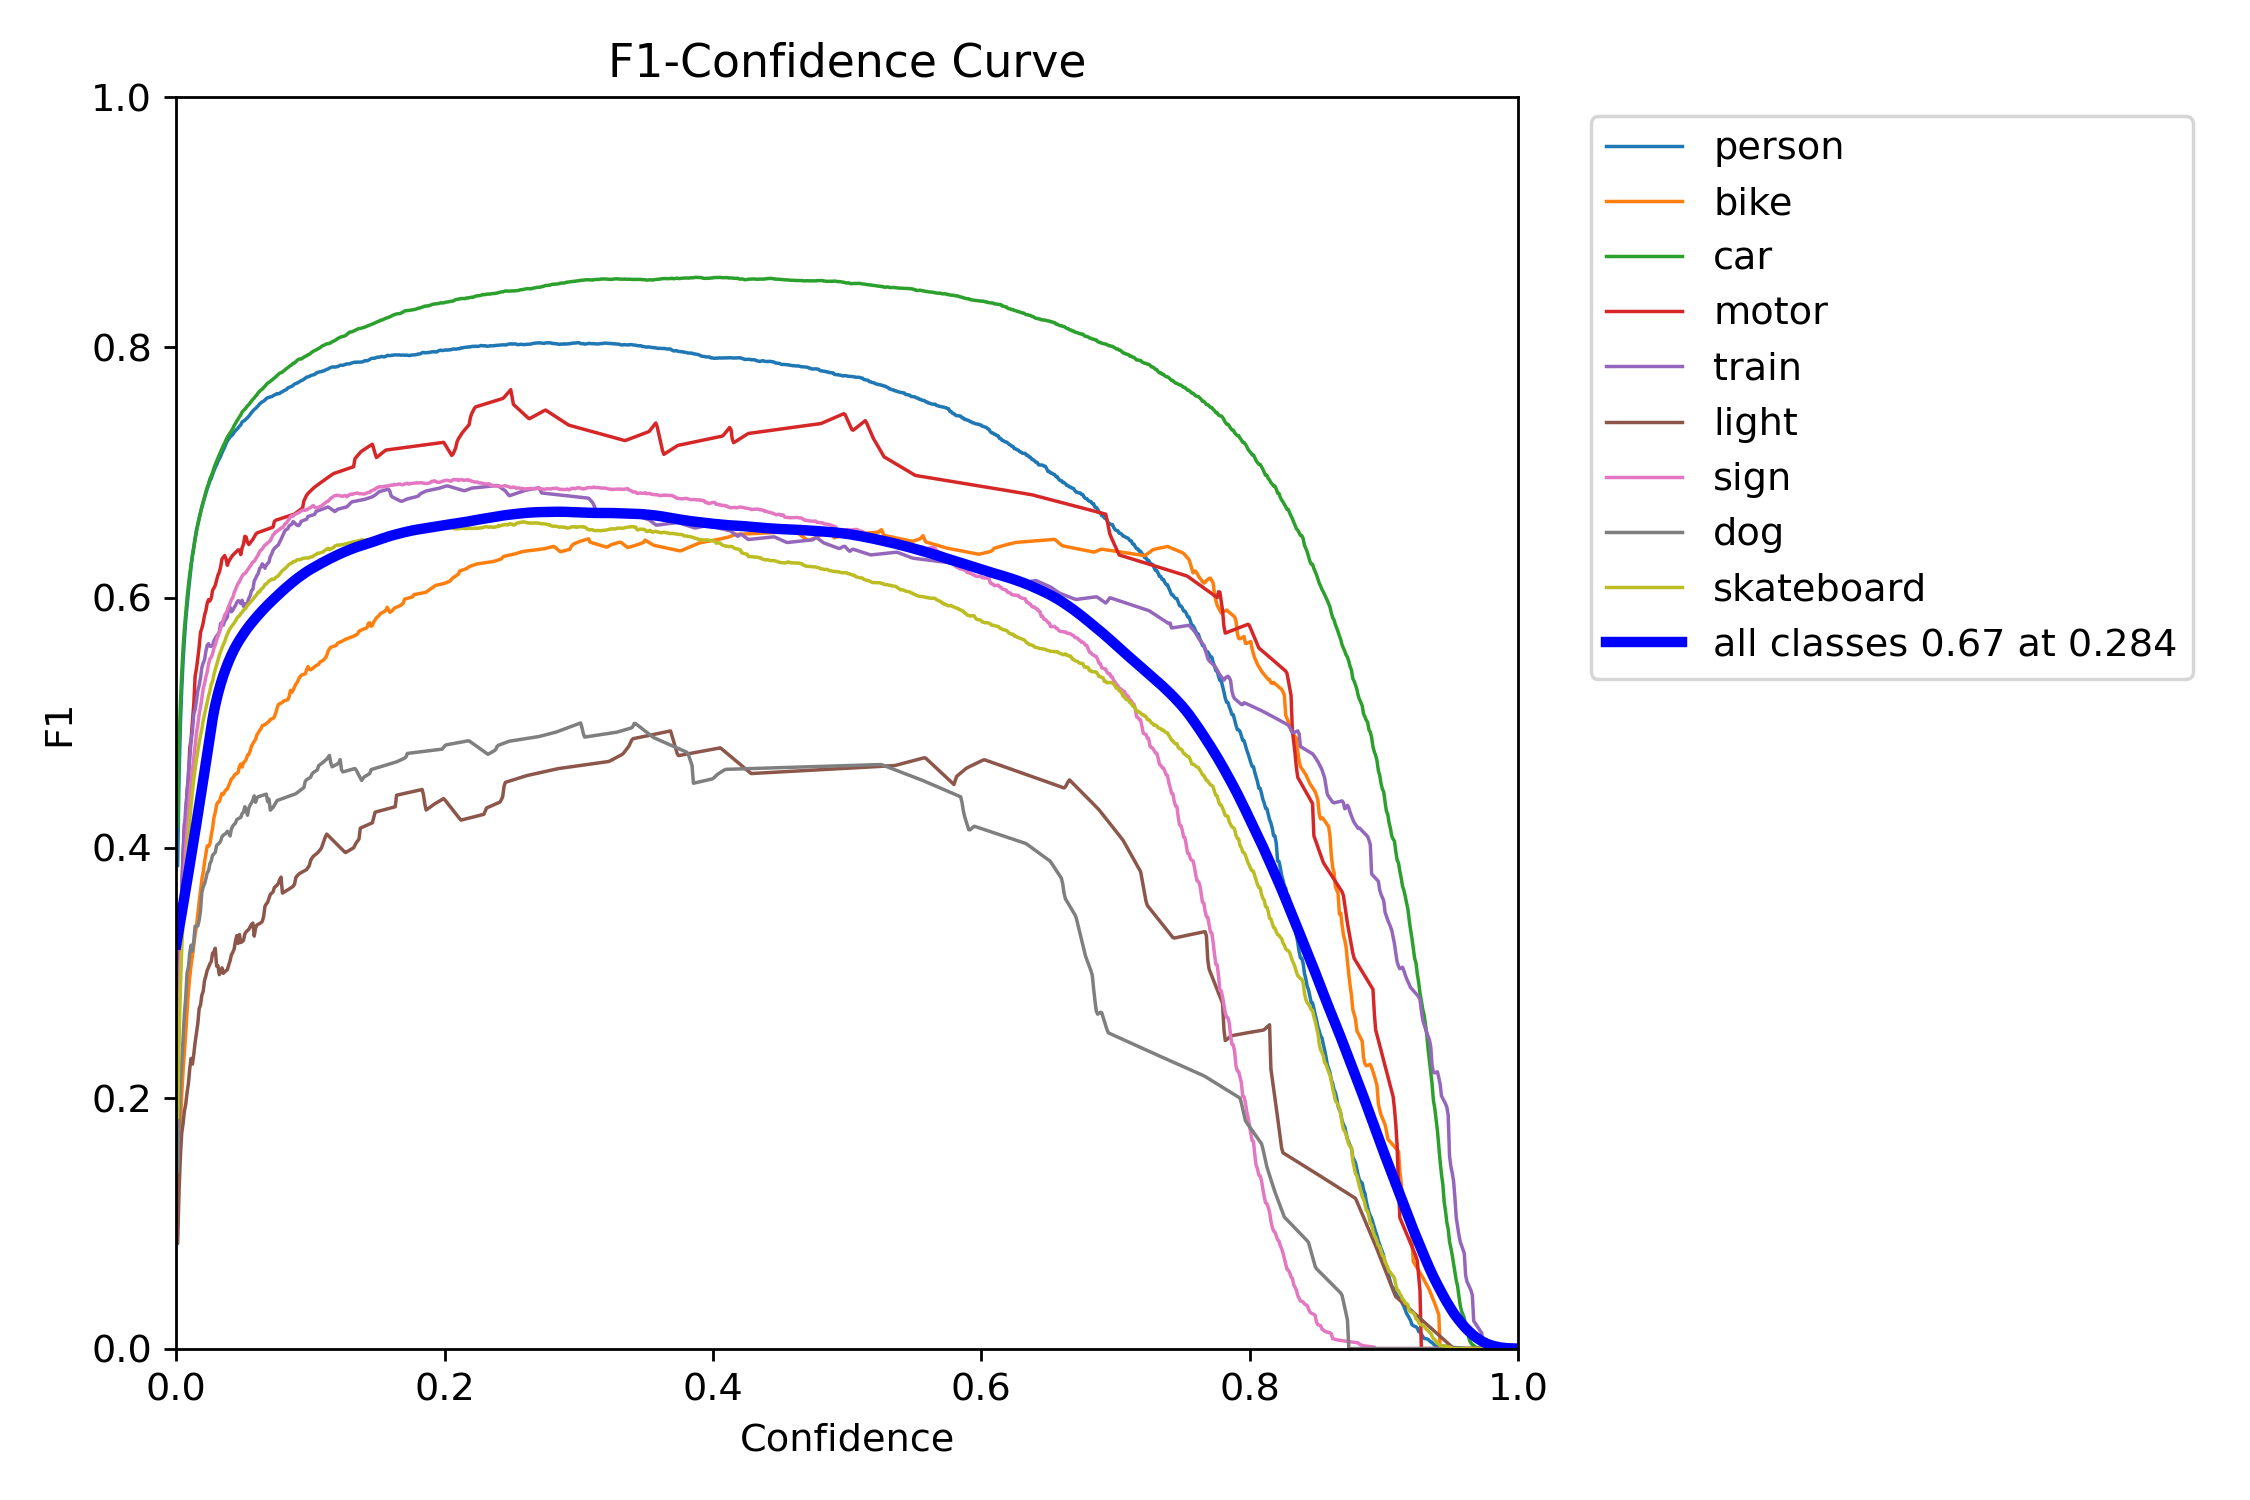 F1-Confidence Curve
1.0
0.8
0.6
0.4
0.2
0.0
F1
0.0 0.2 0.4 0.6 0.8 1.0
Confidence
person
bike
car
motor
train
light
sign
dog
skateboard
all classes 0.67 at 0.284